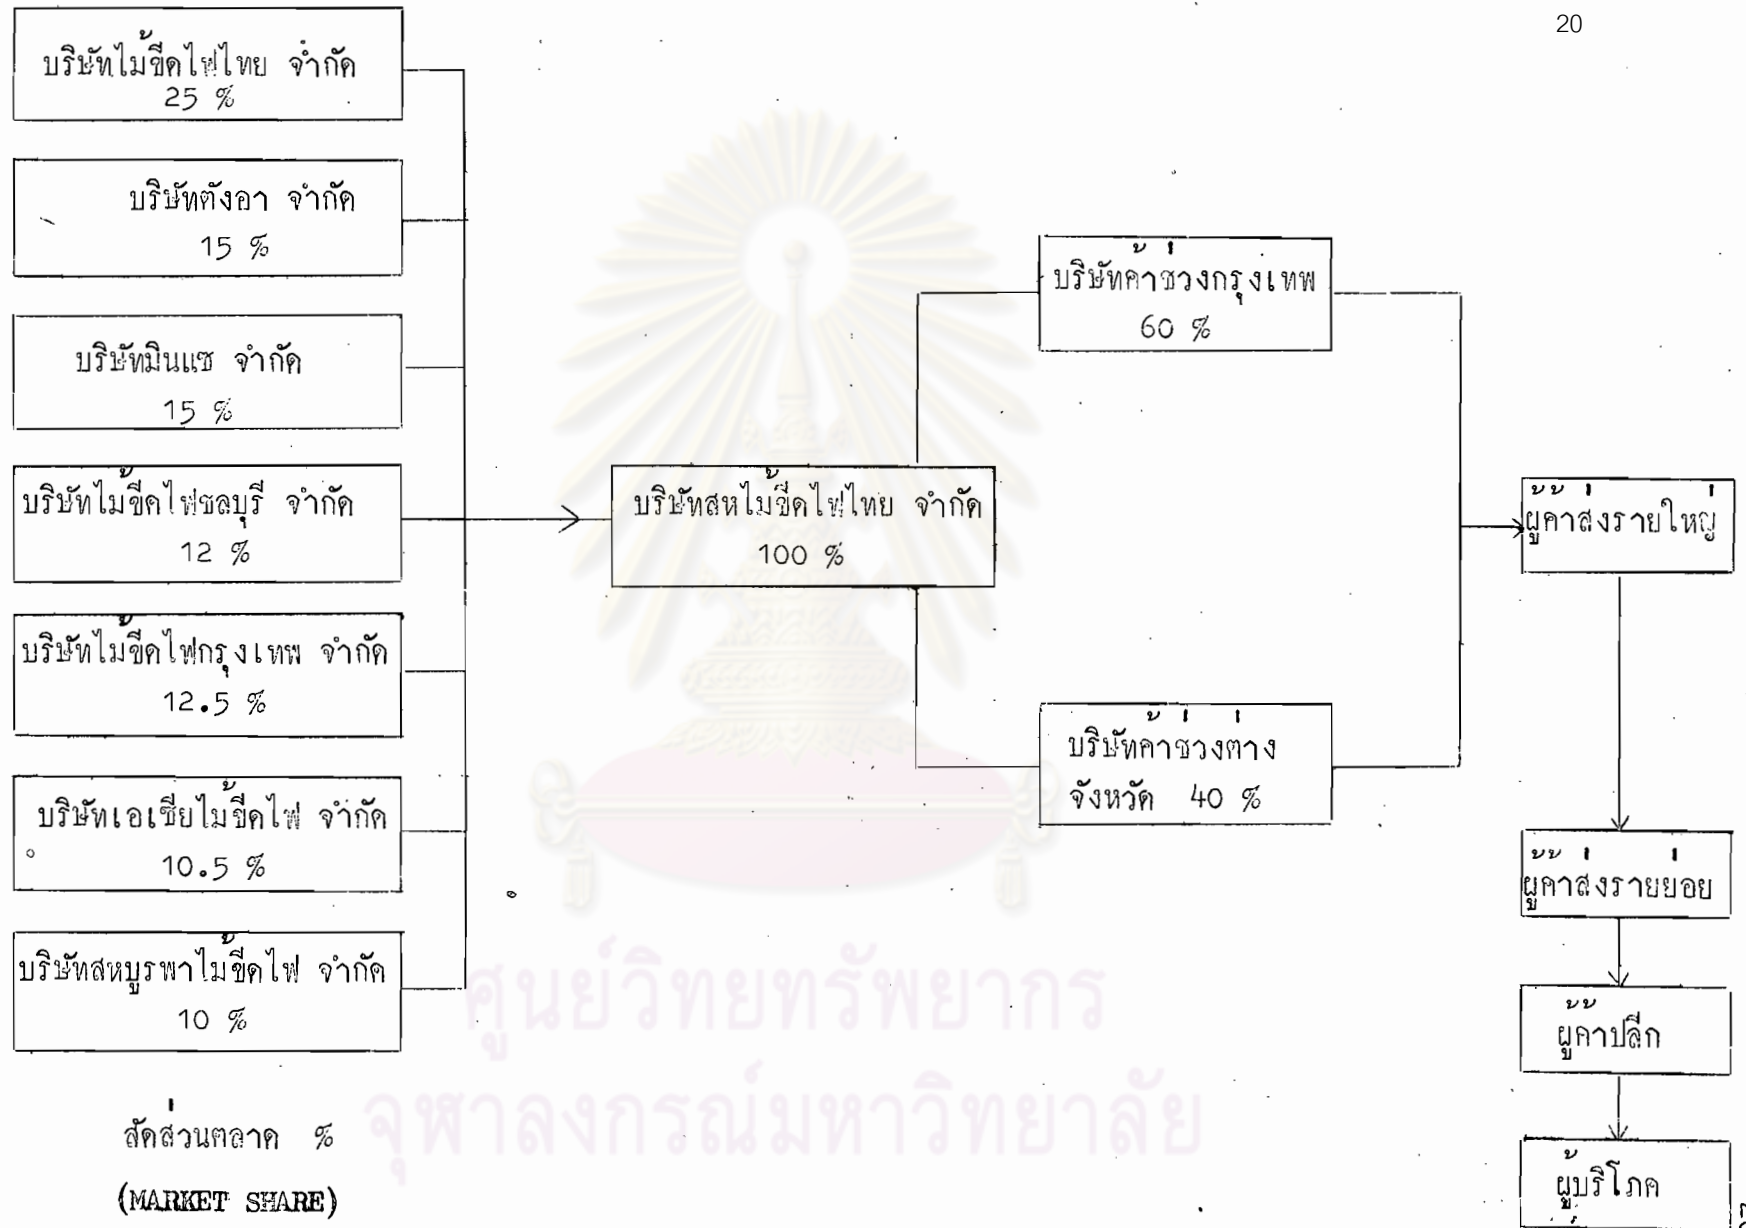 20
บริษัทไม้ขีดไฟไทย จำกัด
25 %
บริษัทตังอา จำกัด
15 %
บริษัทมินแซ จำกัด
15 %
บริษัทไม้ขีดไฟชลบุรี จำกัด
12 %
บริษัทไม้ขีดไฟกรุงเทพ จำกัด
12.5 %
บริษัทเอเซียไม้ขีดไฟ จำกัด
10.5 %
บริษัทสหบูรพาไม้ขีดไฟ จำกัด
10 %
สัดส่วนตลาด %
(MARKET SHARE)
บริษัทสหไม้ขีดไฟไทย จำกัด
100 %
บริษัทค้าช่วงกรุงเทพ
60 %
บริษัทค้าช่วงต่าง
จังหวัด 40 %
ผู้ค้าส่งรายใหญ่
ผู้ค้าส่งรายย่อย
ผู้ค้าปลีก
ผู้บริโภค
ศูนย์วิทยทรัพยากร
จุฬาลงกรณ์มหาวิทยาลัย